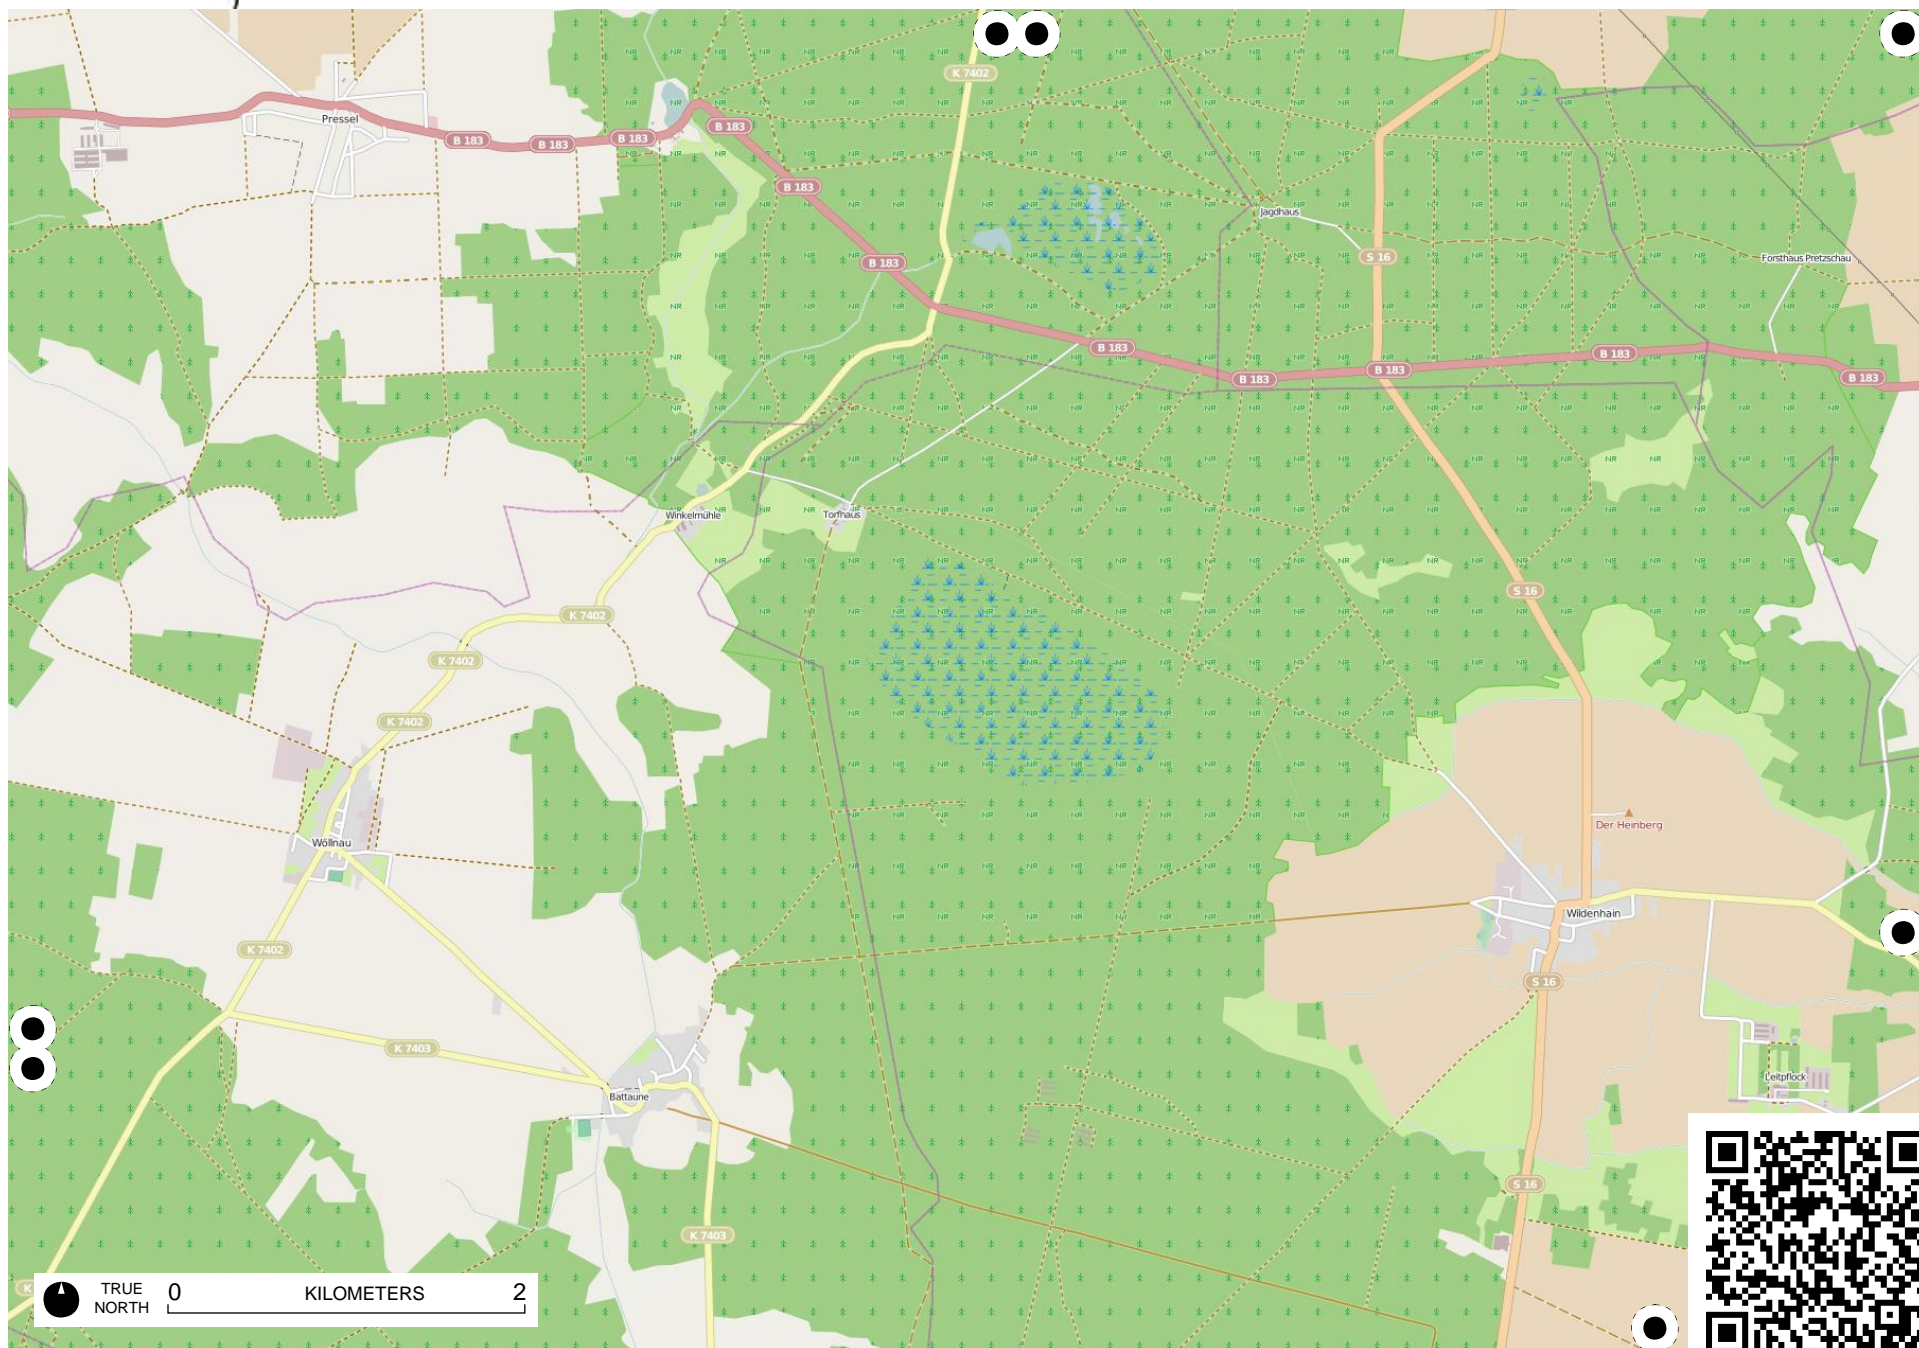 K 7402
Pressel
B 183
B 183
B 183
B 183
B 183
Jagdhaus
B 183
S 16
Forsthaus Pretzschau
B 183
B 183
B 183
B 183
B 183
Winkelmühle
Torfhaus
S 16
K 7402
K 7402
K 7402
Der Heinberg
Wöllnau
Wildenhain
K 7402
S 16
K 7403
Leitpflock
Battaune
S 16
K 7403
K
TRUE
NORTH
0 KILOMETERS 2